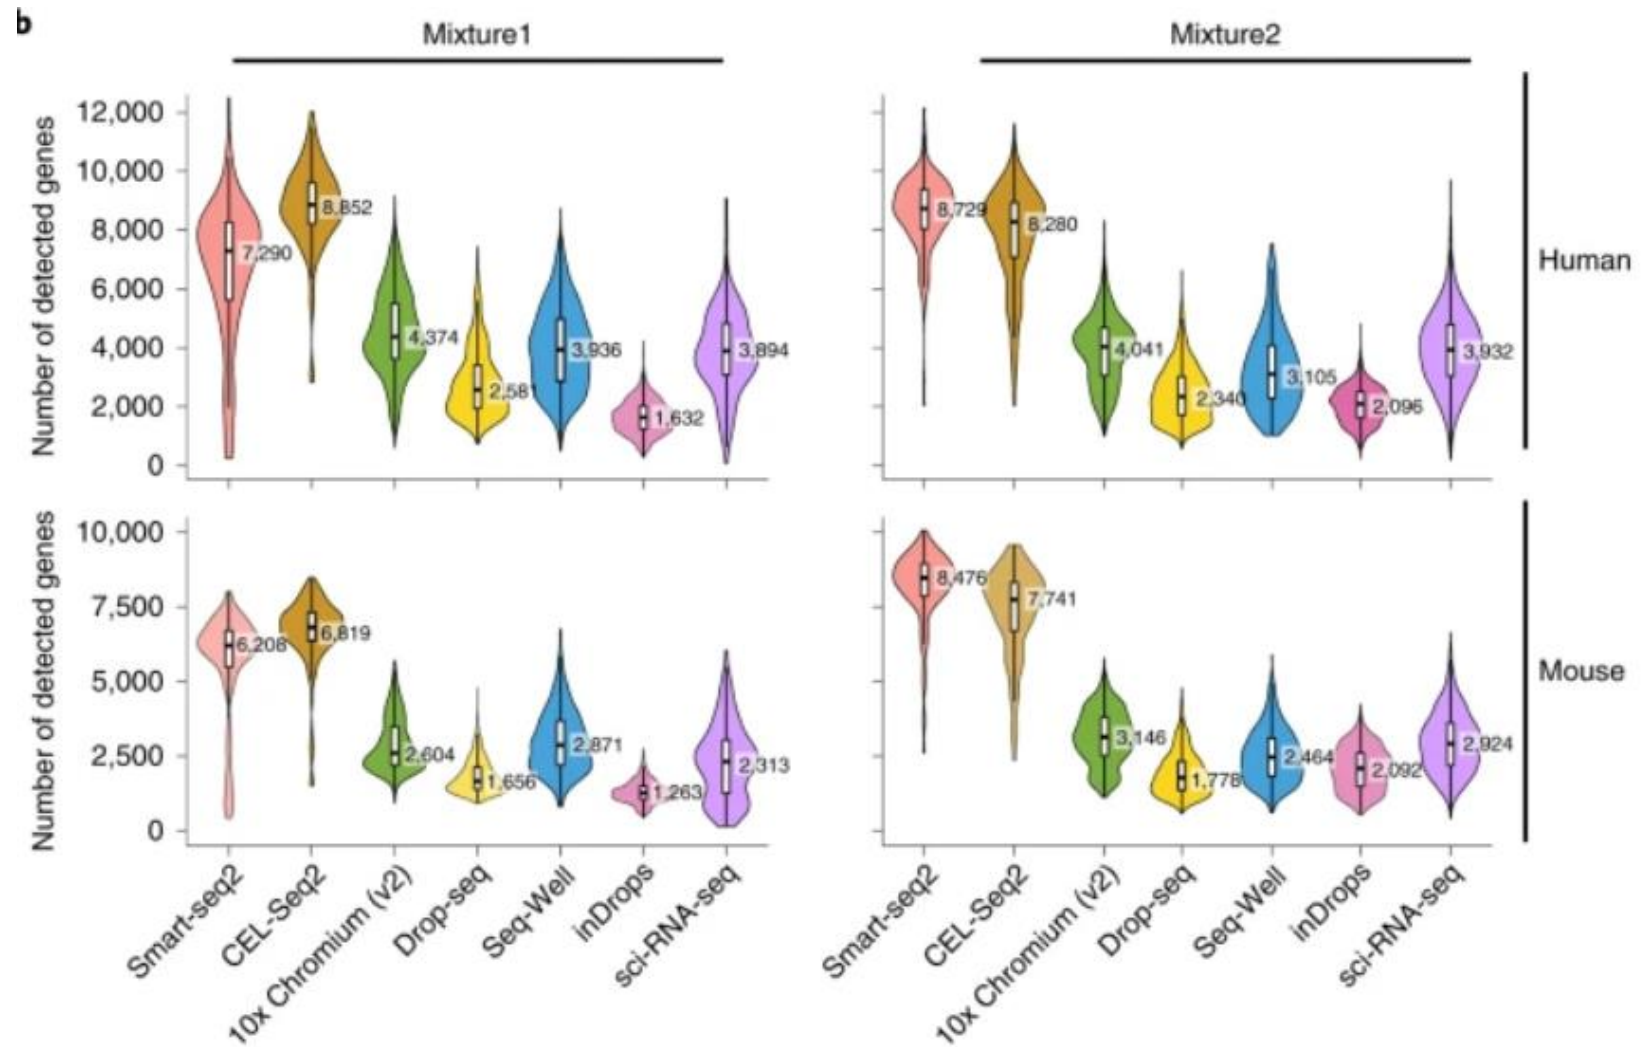 b
Mixture1
Mixture2
Number of detected genes
12,000
10,000
8,000
6,000
4,000
2,000
0
7,290
8,852
4,374
2,581
3,936
1,632
3,894
8,729
8,280
4,041
2,340
3,105
2,096
3,932
Human
Number of detected genes
10,000
7,500
5,000
2,500
0
6,208
6,819
2,604
1,656
2,871
1,263
2,313
8,476
7,741
3,146
1,778
2,464
2,092
2,924
Mouse
Smart-seq2
CEL-Seq2
10x Chromium (v2)
Drop-seq
Seq-Well
inDrops
sci-RNA-seq
Smart-seq2
CEL-Seq2
10x Chromium (v2)
Drop-seq
Seq-Well
inDrops
sci-RNA-seq